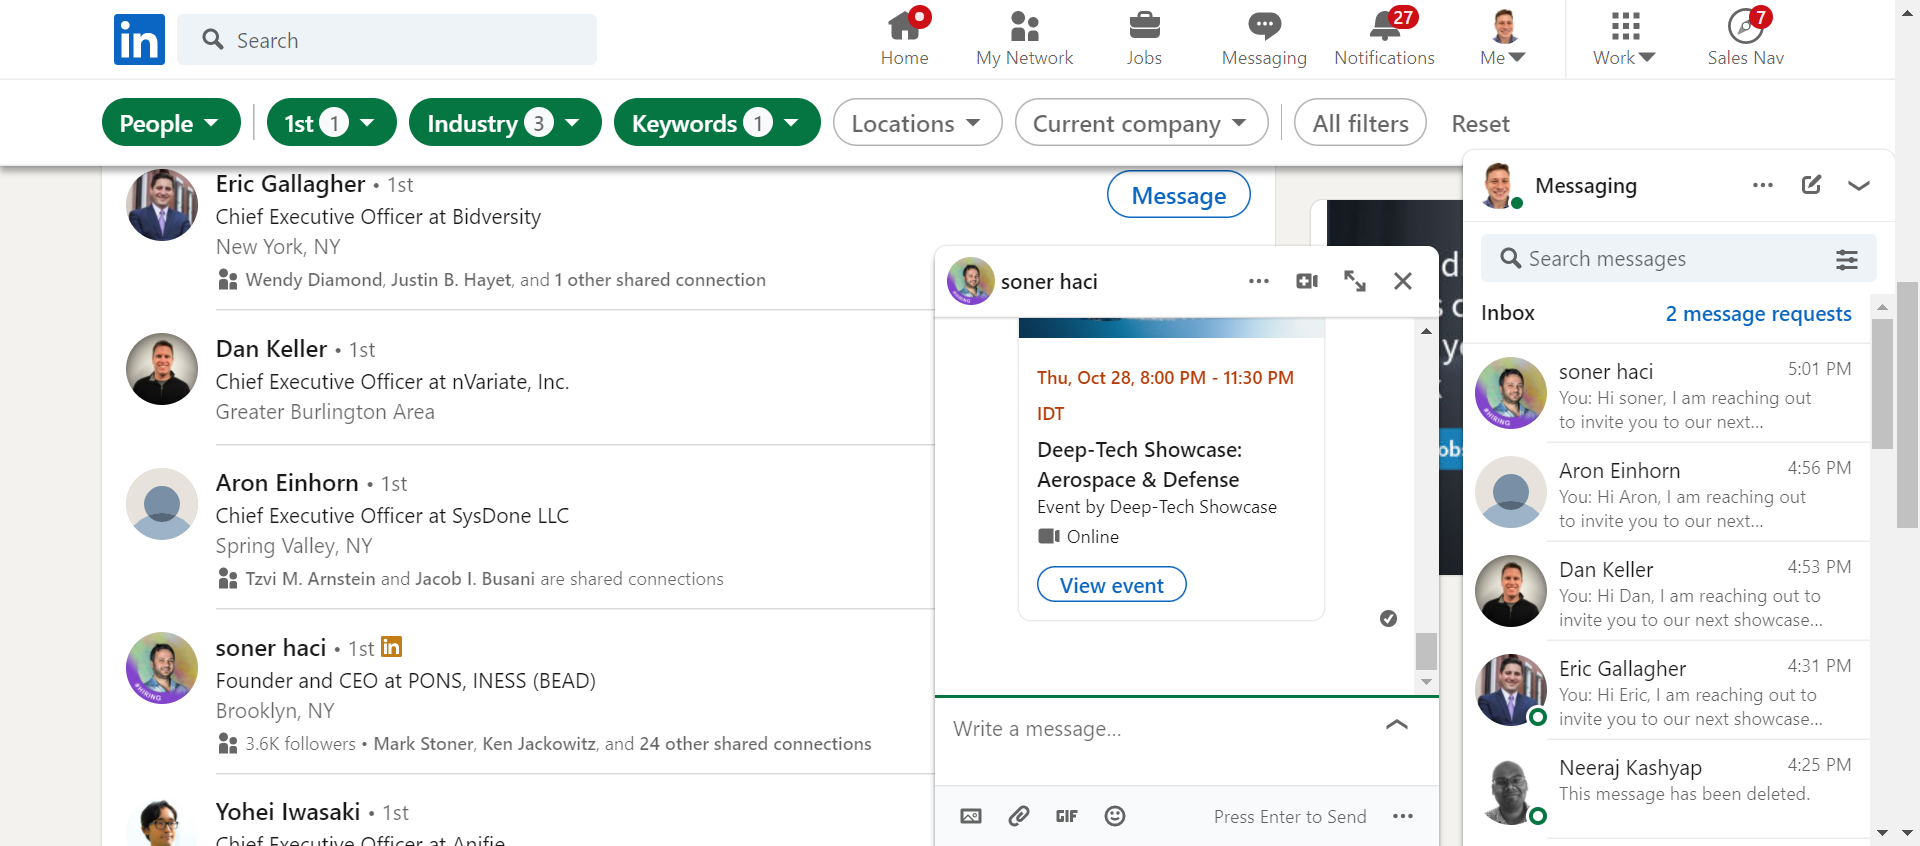 in
Search
Home
My Network
Jobs
Messaging
27
Notifications
Me
Work
7
Sales Nav
People
1st 1
Industry 3
Keywords 1
Locations
Current company
All filters
Reset
Eric Gallagher • 1st
Chief Executive Officer at Bidversity
New York, NY
Wendy Diamond, Justin B. Hayet, and 1 other shared connection
Message
Dan Keller • 1st
Chief Executive Officer at nVariate, Inc.
Greater Burlington Area
Aron Einhorn • 1st
Chief Executive Officer at SysDone LLC
Spring Valley, NY
Tzvi M. Arnstein and Jacob I. Busani are shared connections
#HIRING
soner haci • 1st in
Founder and CEO at PONS, INESS (BEAD)
Brooklyn, NY
3.6K followers • Mark Stoner, Ken Jackowitz, and 24 other shared connections
Yohei Iwasaki • 1st
Chief Executive Officer at Anifie
soner haci
Thu, Oct 28, 8:00 PM - 11:30 PM
IDT
Deep-Tech Showcase:
Aerospace & Defense
Event by Deep-Tech Showcase
Online
View event
Write a message...
GIF
Press Enter to Send
Messaging
Search messages
Inbox
2 message requests
#HIRING
soner haci
5:01 PM
You: Hi soner, I am reaching out
to invite you to our next...
Aron Einhorn
4:56 PM
You: Hi Aron, I am reaching out
to invite you to our next...
Dan Keller
4:53 PM
You: Hi Dan, I am reaching out to
invite you to our next showcase...
Eric Gallagher
4:31 PM
You: Hi Eric, I am reaching out to
invite you to our next showcase...
Neeraj Kashyap
4:25 PM
This message has been deleted.